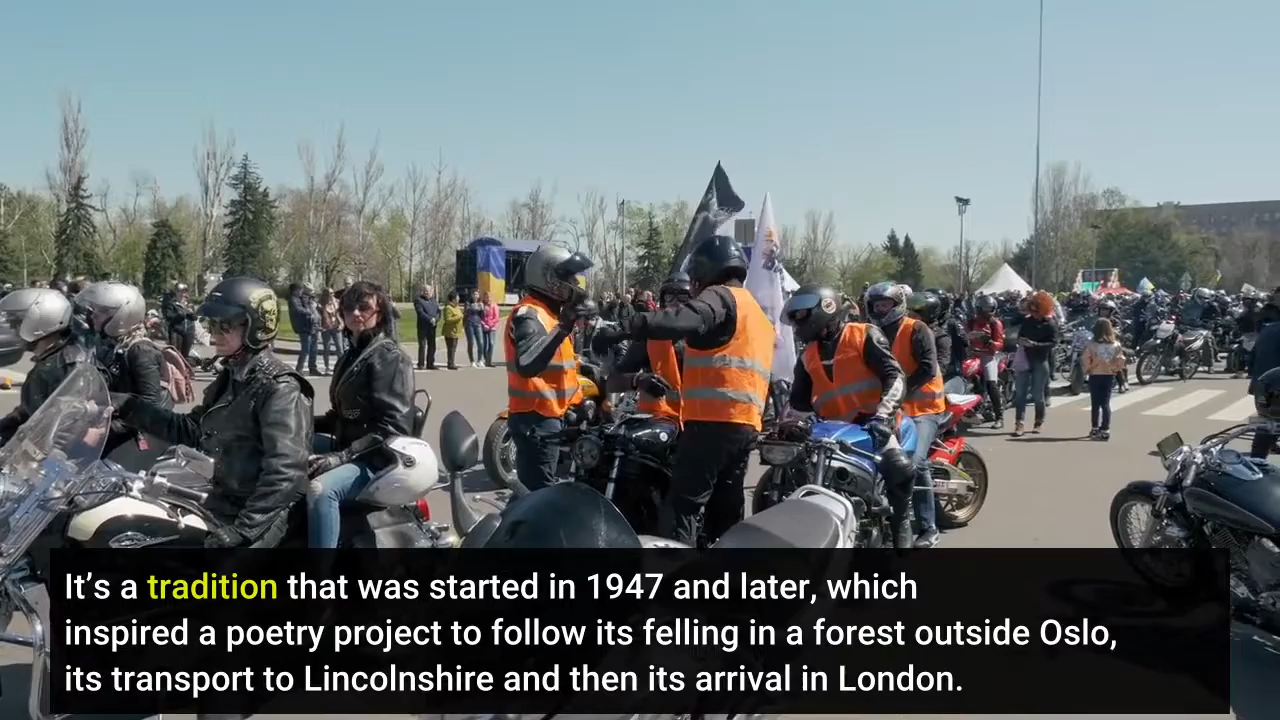 It’s a tradition that was started in 1947 and later, which
inspired a poetry project to follow its felling in a forest outside Oslo,
its transport to Lincolnshire and then its arrival in London.